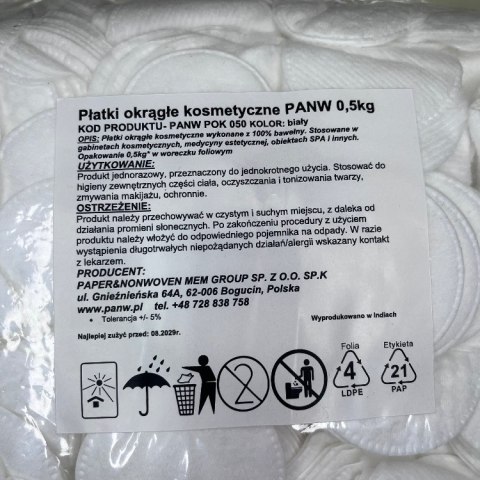 Płatki okrągłe kosmetyczne PANW 0,5kg
KOD PRODUKTU- PANW POK 050 KOLOR: biały
OPIS: Płatki okrągłe kosmetyczne wykonane z 100% bawełny. Stosowane w
gabinetach kosmetycznych, medycyny estetycznej, obiektach SPA i innych.
Opakowanie 0,5kg* w woreczku foliowym
UŻYTKOWANIE:
Produkt jednorazowy, przeznaczony do jednokrotnego użycia. Stosować do
higieny zewnętrznych części ciała, oczyszczania i tonizowania twarzy,
zmywania makijażu, ochronnie.
OSTRZEŻENIE:
Produkt należy przechowywać w czystym i suchym miejscu, z daleka od
działania promieni słonecznych. Po zakończeniu procedury z użyciem
produktu należy włożyć do odpowiedniego pojemnika na odpady. W razie
wystąpienia długotrwałych niepożądanych działań/alergii wskazany kontakt
z lekarzem.
PRODUCENT:
PAPER&NONWOVEN MEM GROUP SP. Z O.O. SP.K
ul. Gnieźnieńska 64A, 62-006 Bogucin, Polska
www.panw.pl tel. +48 728 838 758
• Tolerancja +/- 5%
Wyprodukowano w Indiach
Najlepiej zużyć przed: 08.2029r.
Folia
4
LDPE
Etykieta
21
PAP
2